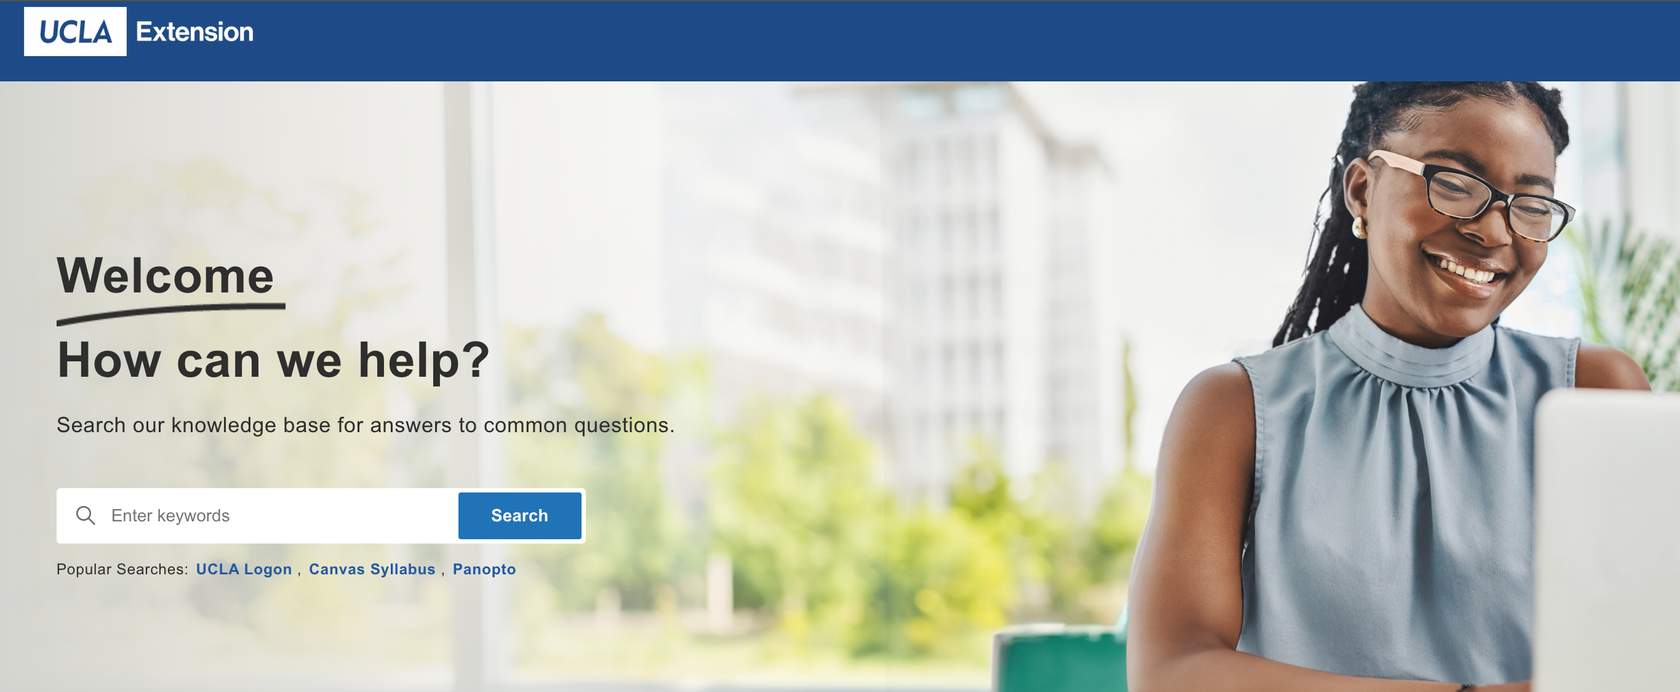 UCLA Extension
Welcome
How can we help?
Search our knowledge base for answers to common questions.
Enter keywords Search
Popular Searches: UCLA Logon , Canvas Syllabus , Panopto